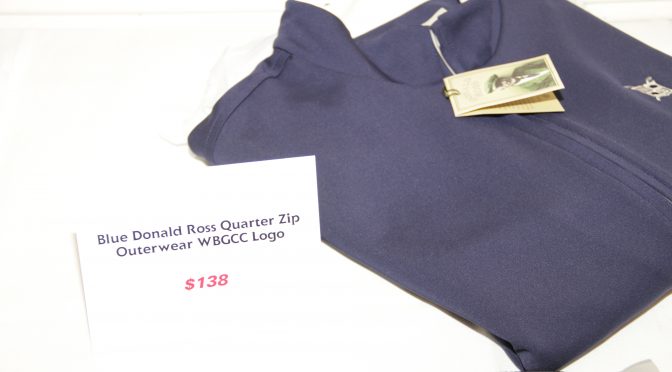 Blue Donald Ross Quarter Zip
Outerwear WBGCC Logo
$138